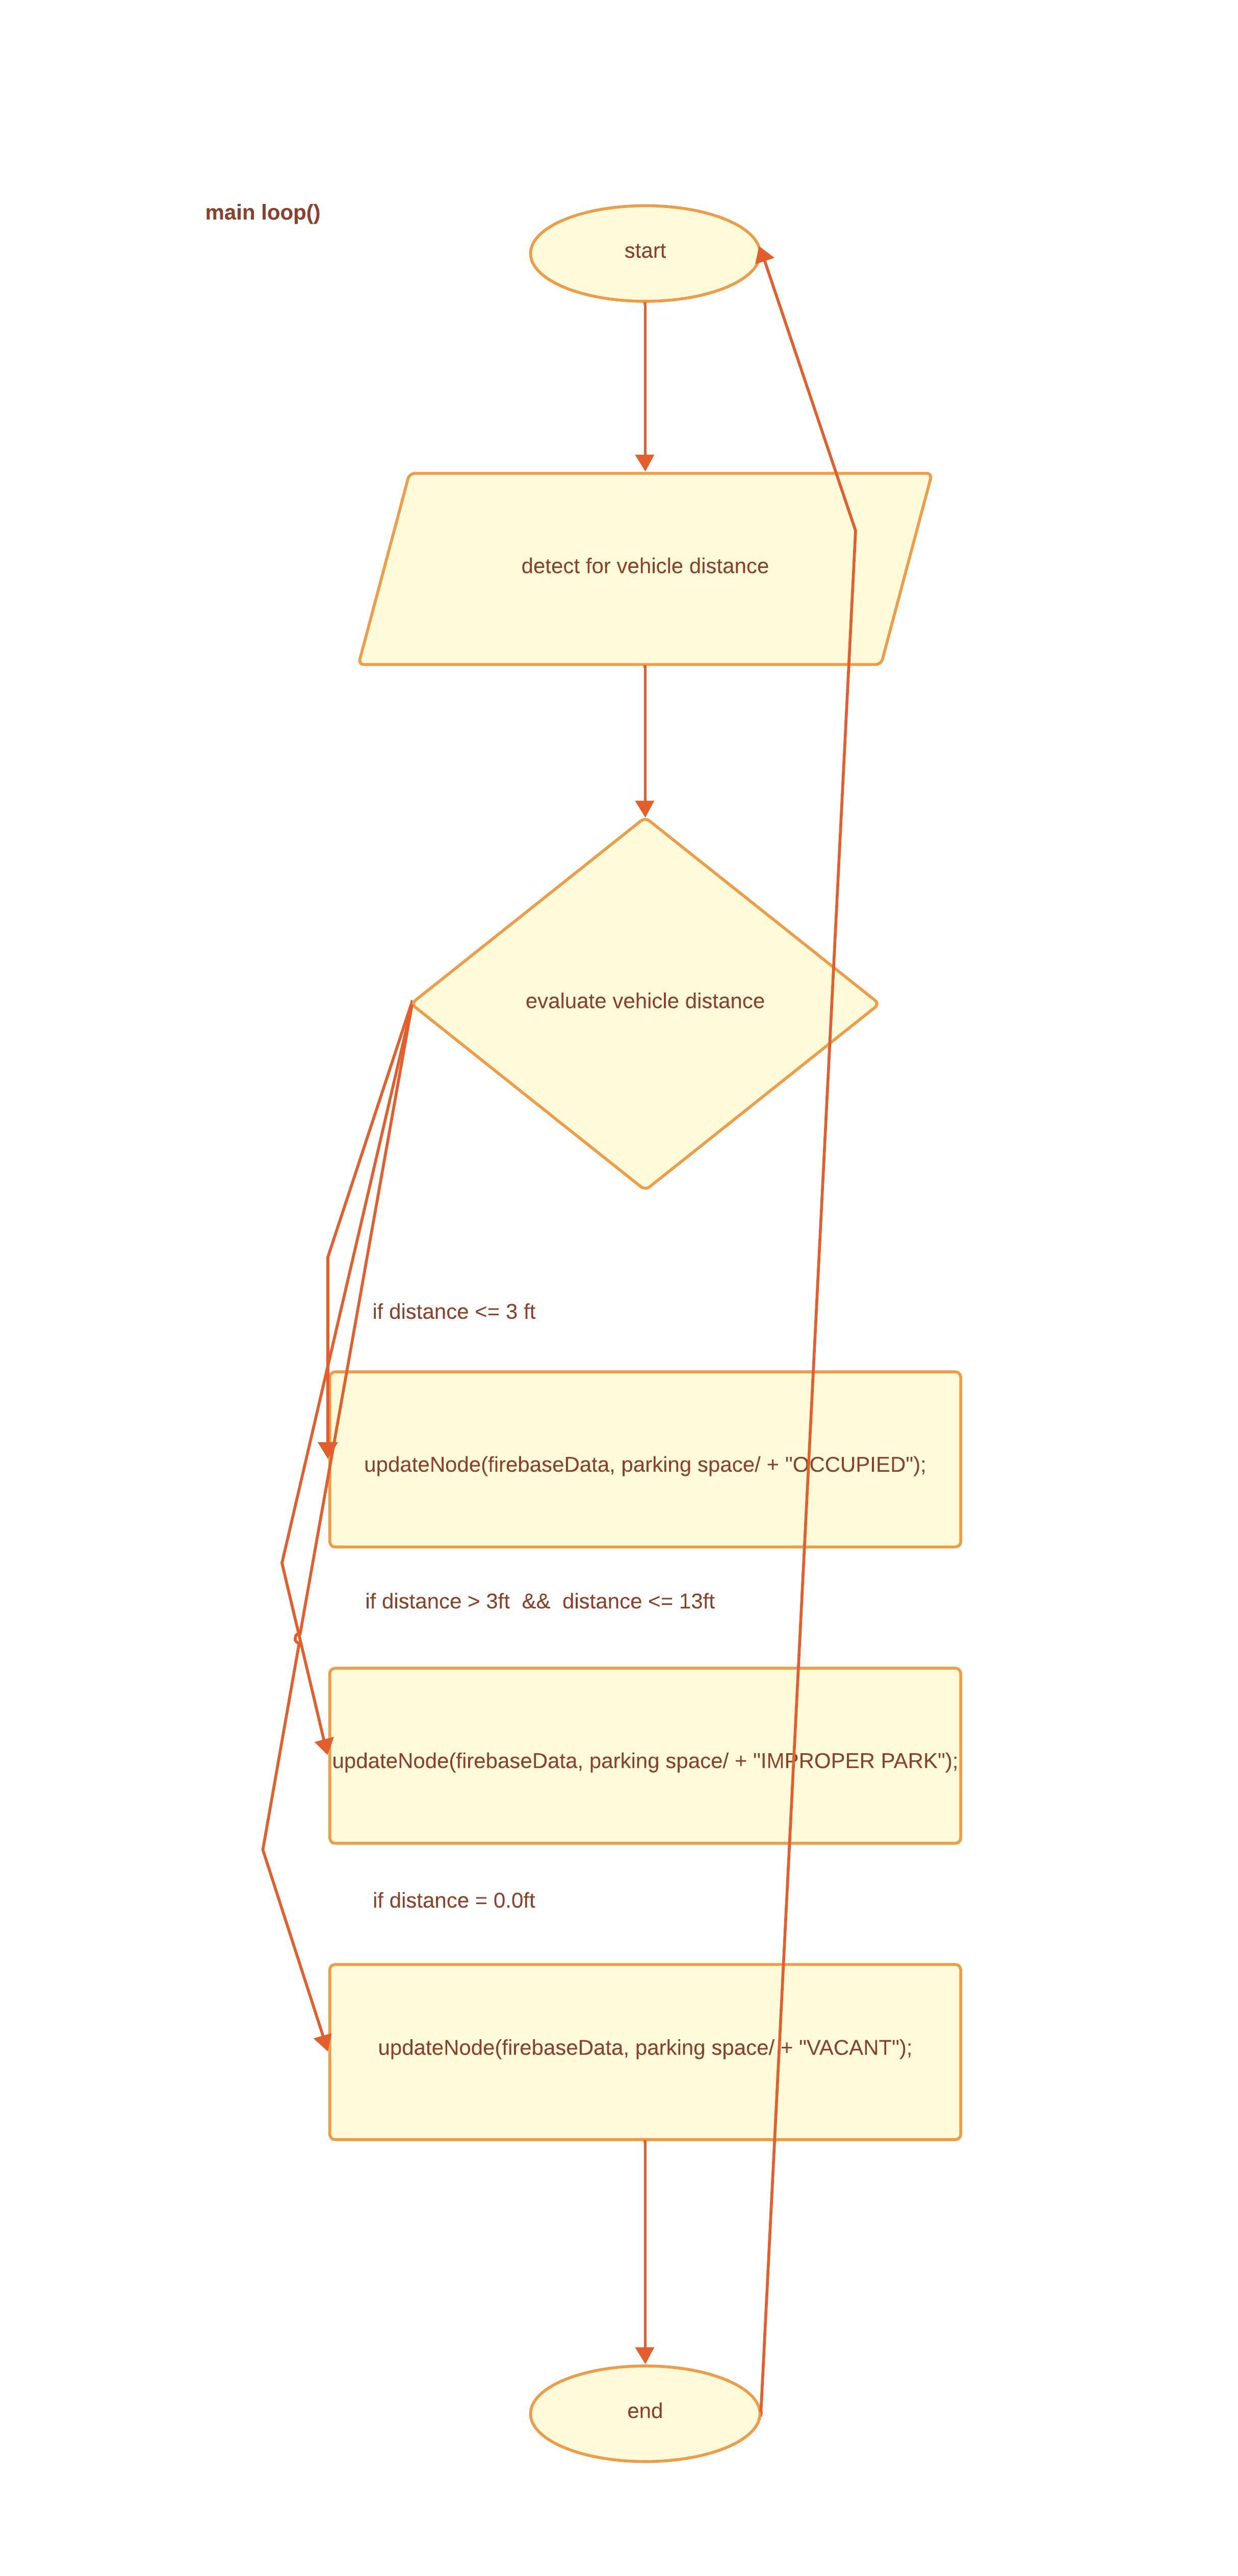 main loop()
start
detect for vehicle distance
evaluate vehicle distance
if distance <= 3 ft
updateNode(firebaseData, parking space/ + "OCCUPIED");
if distance > 3ft  &&  distance <= 13ft
updateNode(firebaseData, parking space/ + "IMPROPER PARK");
if distance = 0.0ft
updateNode(firebaseData, parking space/ + "VACANT");
end